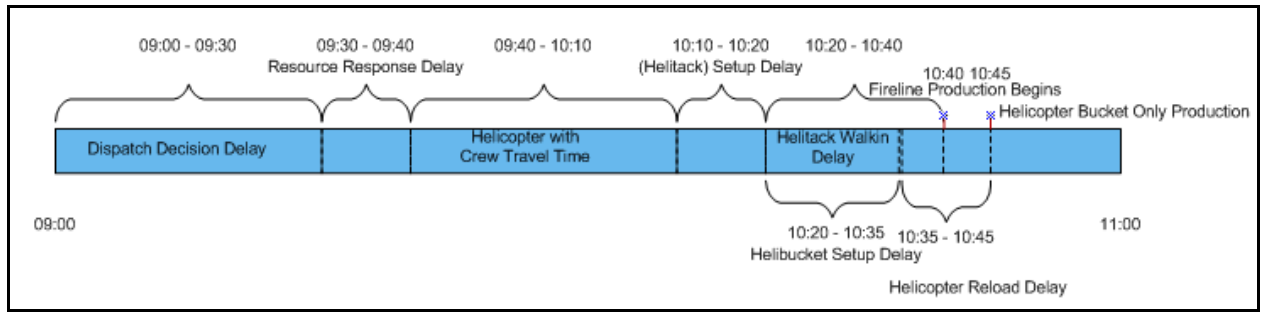 09:00 - 09:30
09:30 - 09:40
Resource Response Delay
09:40 - 10:10
10:10 - 10:20
(Helitack) Setup Delay
10:20 - 10:40
10:40 10:45
Fireline Production Begins
Helicopter Bucket Only Production
Dispatch Decision Delay
Helicopter with
Crew Travel Time
Helitack Walkin
Delay
09:00
10:20 - 10:35
Helibucket Setup Delay
10:35 - 10:45
Helicopter Reload Delay
11:00